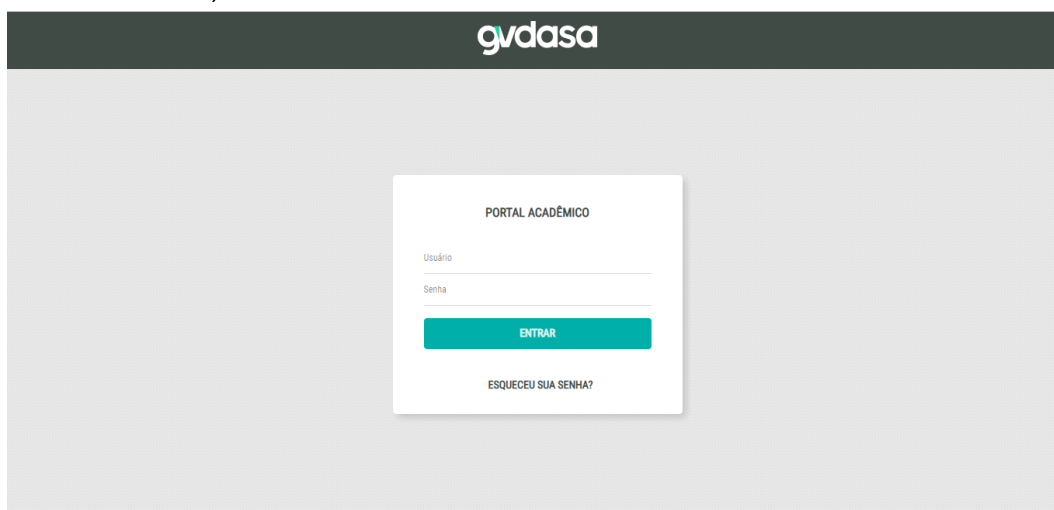 gvdasa
PORTAL ACADÊMICO
Usuário
Senha
ENTRAR
ESQUECEU SUA SENHA?